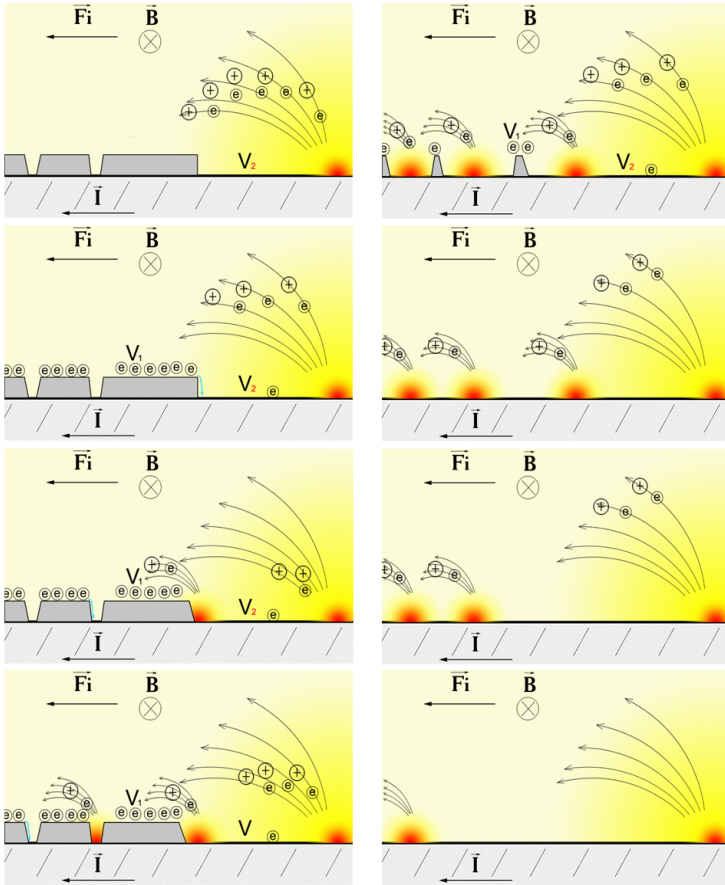 Fi B
+ +
+ e e e +
+ e e
V2
I
Fi B
+ + +
e e e
V1
+ e + e + e
e e e e
V2 e
I
Fi B
+ + +
e e e
V1
e e e e e e e e e e e e
V2 e
I
Fi B
+ e
+ e
+ e + e + e
I
Fi B
+ e + +
e
V1
e e e e e e e e e e e
V2 e
I
Fi B
+ e
+ e
+ e + e
I
Fi B
+ + + e e e
+ e + e
V1
e e e e e e e e e e e e
V e
I
Fi B
I